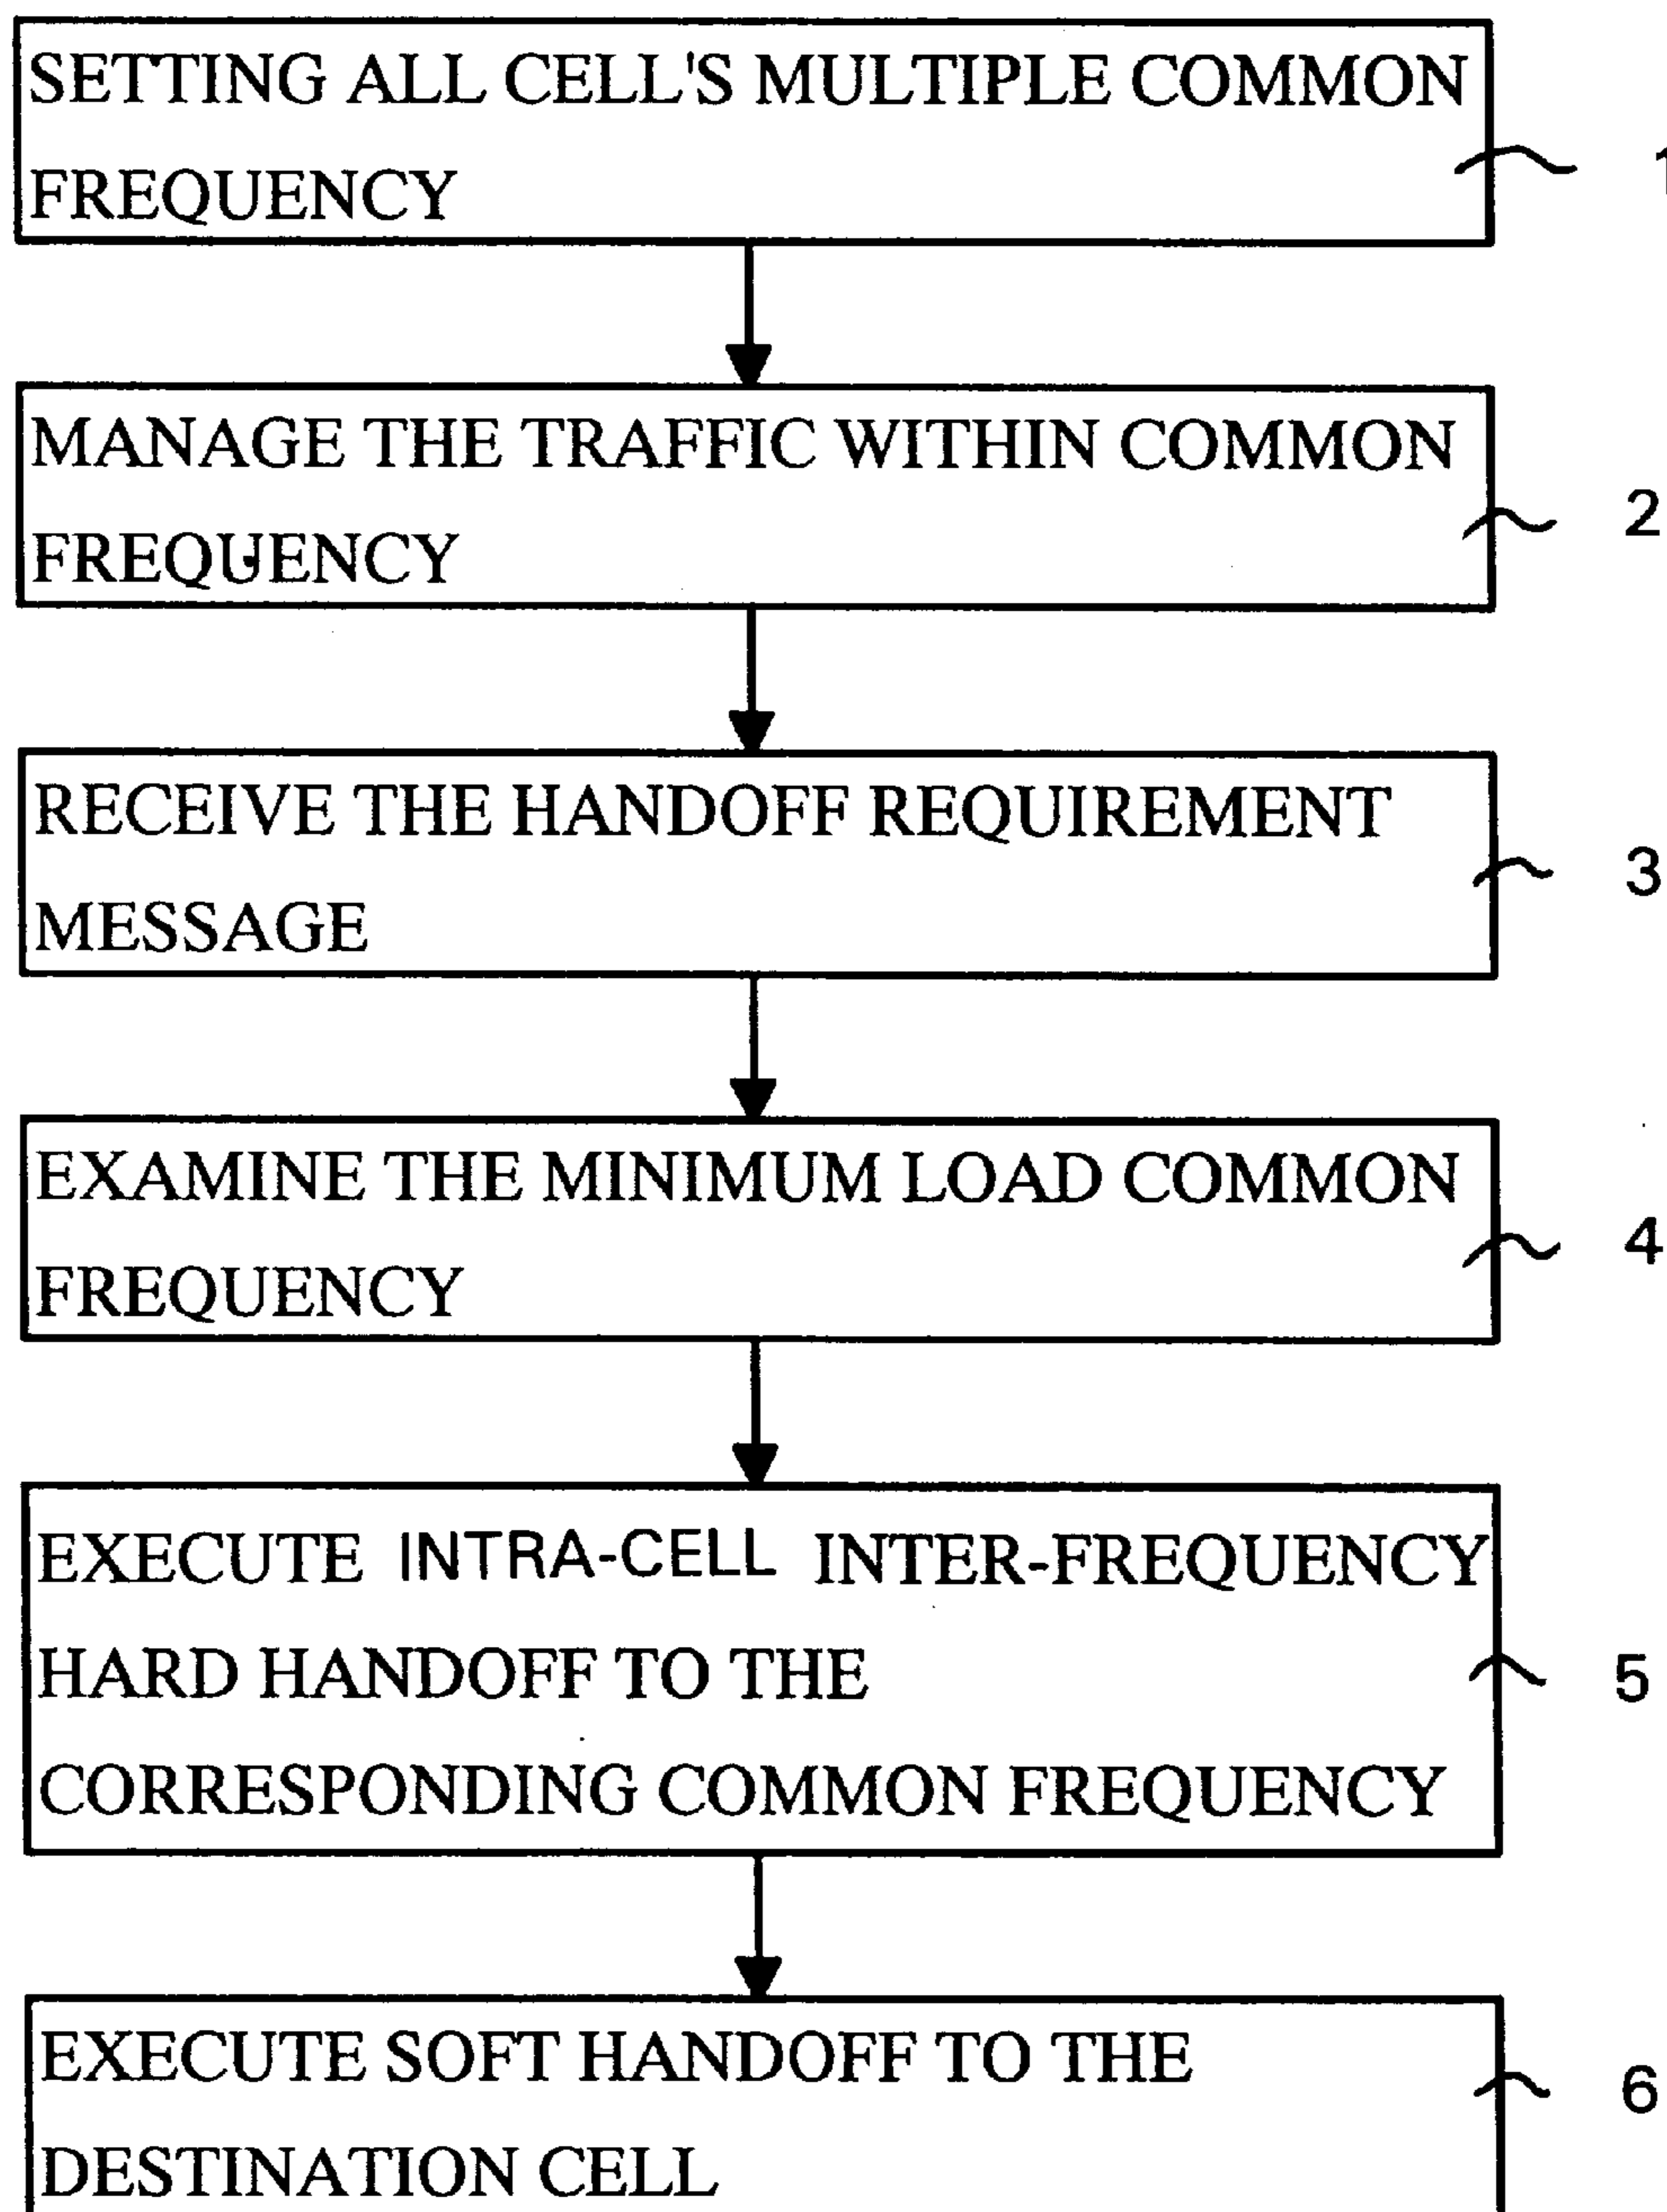 SETTING ALL CELL'S MULTIPLE COMMON
FREQUENCY
1
MANAGE THE TRAFFIC WITHIN COMMON
FREQUENCY
2
RECEIVE THE HANDOFF REQUIREMENT
MESSAGE
3
EXAMINE THE MINIMUM LOAD COMMON
FREQUENCY
4
EXECUTE INTRA-CELL INTER-FREQUENCY
HARD HANDOFF TO THE
CORRESPONDING COMMON FREQUENCY
5
EXECUTE SOFT HANDOFF TO THE
DESTINATION CELL
6